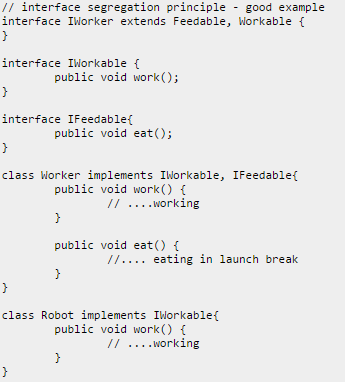 // interface segregation principle - good example
interface IWorker extends Feedable, Workable {
}

interface IWorkable {
        public void work();
}

interface IFeedable{
        public void eat();
}

class Worker implements IWorkable, IFeedable{
        public void work() {
                // ....working
        }

        public void eat() {
                //.... eating in launch break
        }
}

class Robot implements IWorkable{
        public void work() {
                // ....working
        }
}